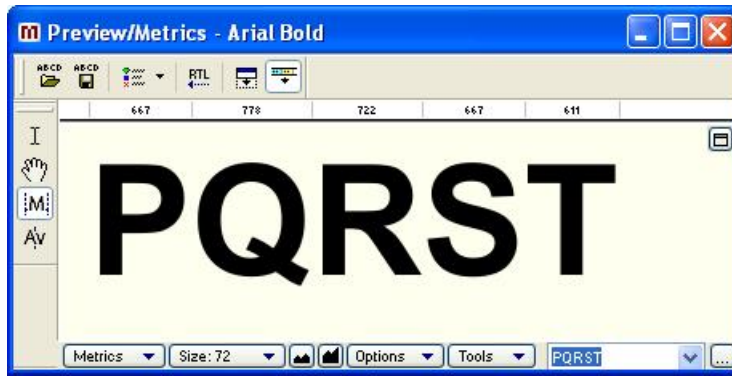 Preview/Metrics - Arial Bold
ABCD ABCD RTL
667 778 722 667 611
PQRST
Metrics Size: 72 Options Tools PQRST ...